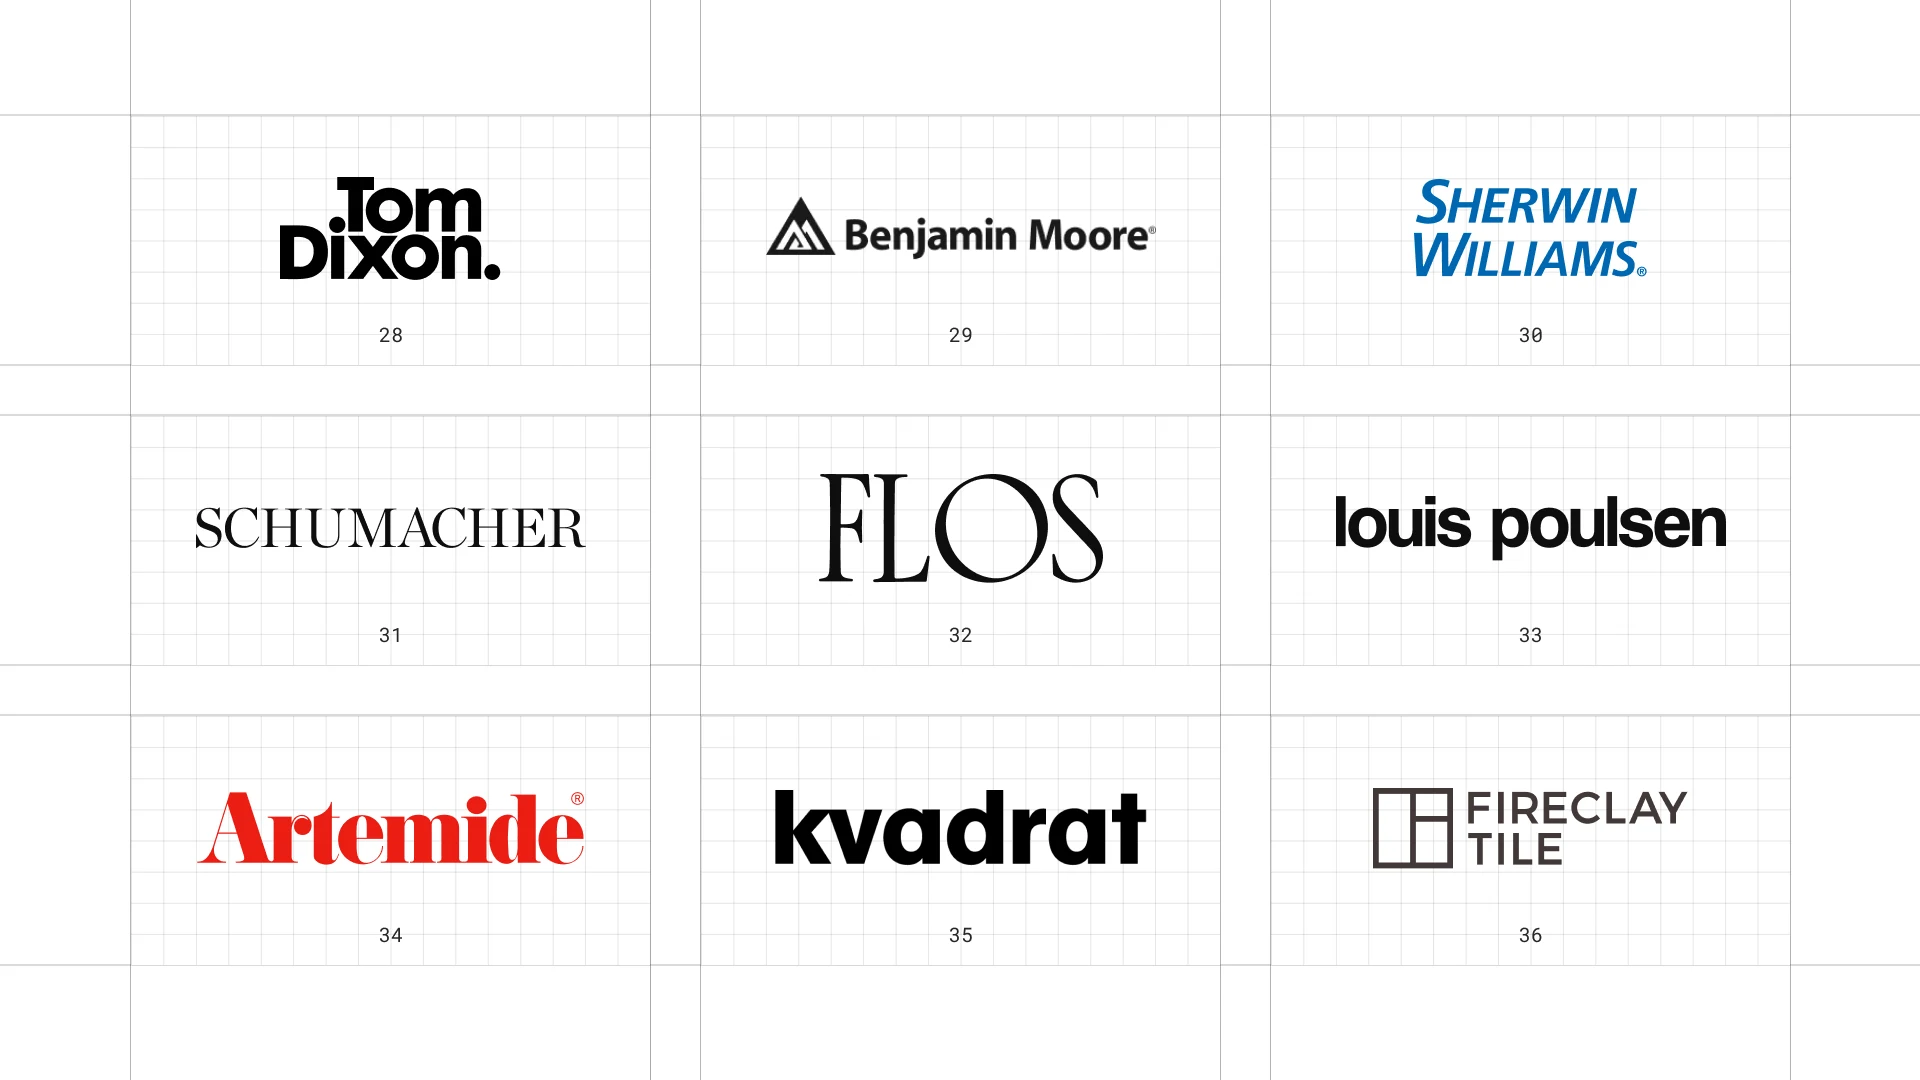 Tom
Dixon.
28
Benjamin Moore®
29
SHERWIN
WILLIAMS®
30
SCHUMACHER
31
FLOS
32
louis poulsen
33
Artemide®
34
kvadrat
35
FIRECLAY
TILE
36